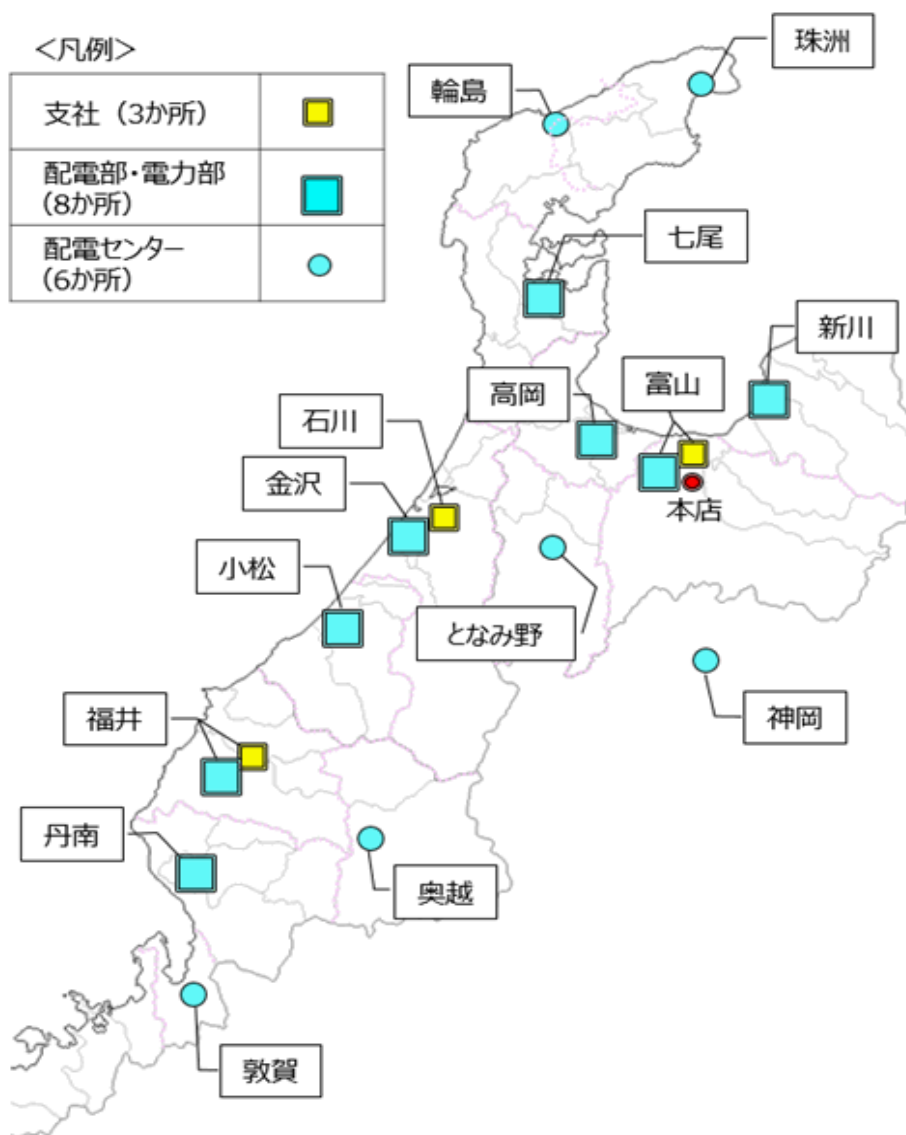 ＜凡例＞
支社（3か所）
配電部・電力部
（8か所）
配電センター
（6か所）
珠洲
輪島
七尾
新川
富山
高岡
石川
金沢
本店
小松
となみ野
福井
神岡
丹南
奥越
敦賀